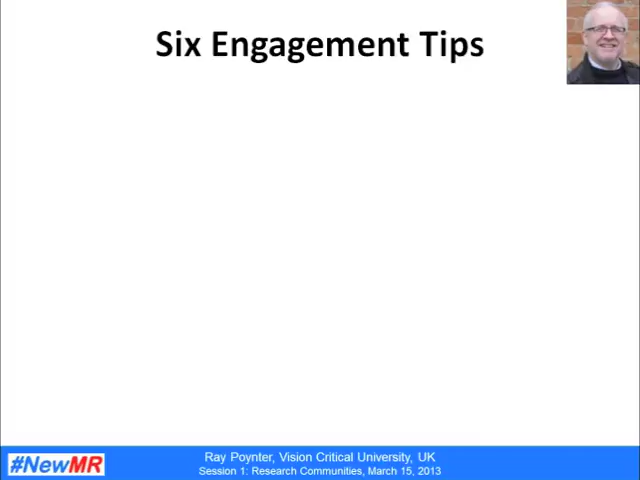 Six Engagement Tips
#NewMR
Ray Poynter, Vision Critical University, UK
Session 1: Research Communities, March 15, 2013